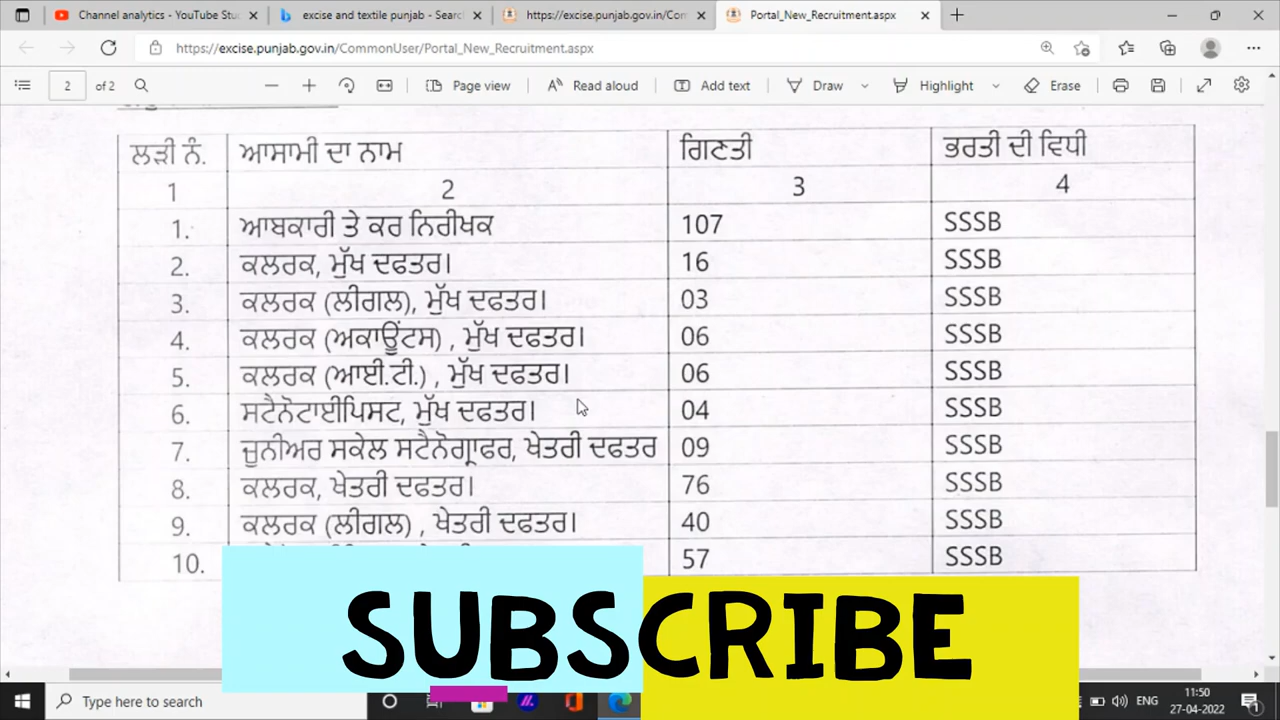 Channel analytics - YouTube Stu
excise and textile punjab - Searc
https://excise.punjab.gov.in/Com
Portal_New_Recruitment.aspx
https://excise.punjab.gov.in/CommonUser/Portal_New_Recruitment.aspx
2 of 2 Page view Read aloud Add text Draw Highlight Erase
ਲੜੀ ਨੰ. ਆਸਾਮੀ ਦਾ ਨਾਮ ਗਿਣਤੀ ਭਰਤੀ ਦੀ ਵਿਧੀ
1 2 3 4
1. ਆਬਕਾਰੀ ਤੇ ਕਰ ਨਿਰੀਖਕ 107 SSSB
2. ਕਲਰਕ, ਮੁੱਖ ਦਫਤਰ। 16 SSSB
3. ਕਲਰਕ (ਲੀਗਲ), ਮੁੱਖ ਦਫਤਰ। 03 SSSB
4. ਕਲਰਕ (ਅਕਾਊਂਟਸ) , ਮੁੱਖ ਦਫਤਰ। 06 SSSB
5. ਕਲਰਕ (ਆਈ.ਟੀ.) , ਮੁੱਖ ਦਫਤਰ। 06 SSSB
6. ਸਟੈਨੋਟਾਈਪਿਸਟ, ਮੁੱਖ ਦਫਤਰ। 04 SSSB
7. ਜੂਨੀਅਰ ਸਕੇਲ ਸਟੈਨੋਗ੍ਰਾਫਰ, ਖੇਤਰੀ ਦਫਤਰ 09 SSSB
8. ਕਲਰਕ, ਖੇਤਰੀ ਦਫਤਰ। 76 SSSB
9. ਕਲਰਕ (ਲੀਗਲ) , ਖੇਤਰੀ ਦਫਤਰ। 40 SSSB
10. 57 SSSB
SUBSCRIBE
Type here to search
ENG
11:50
27-04-2022